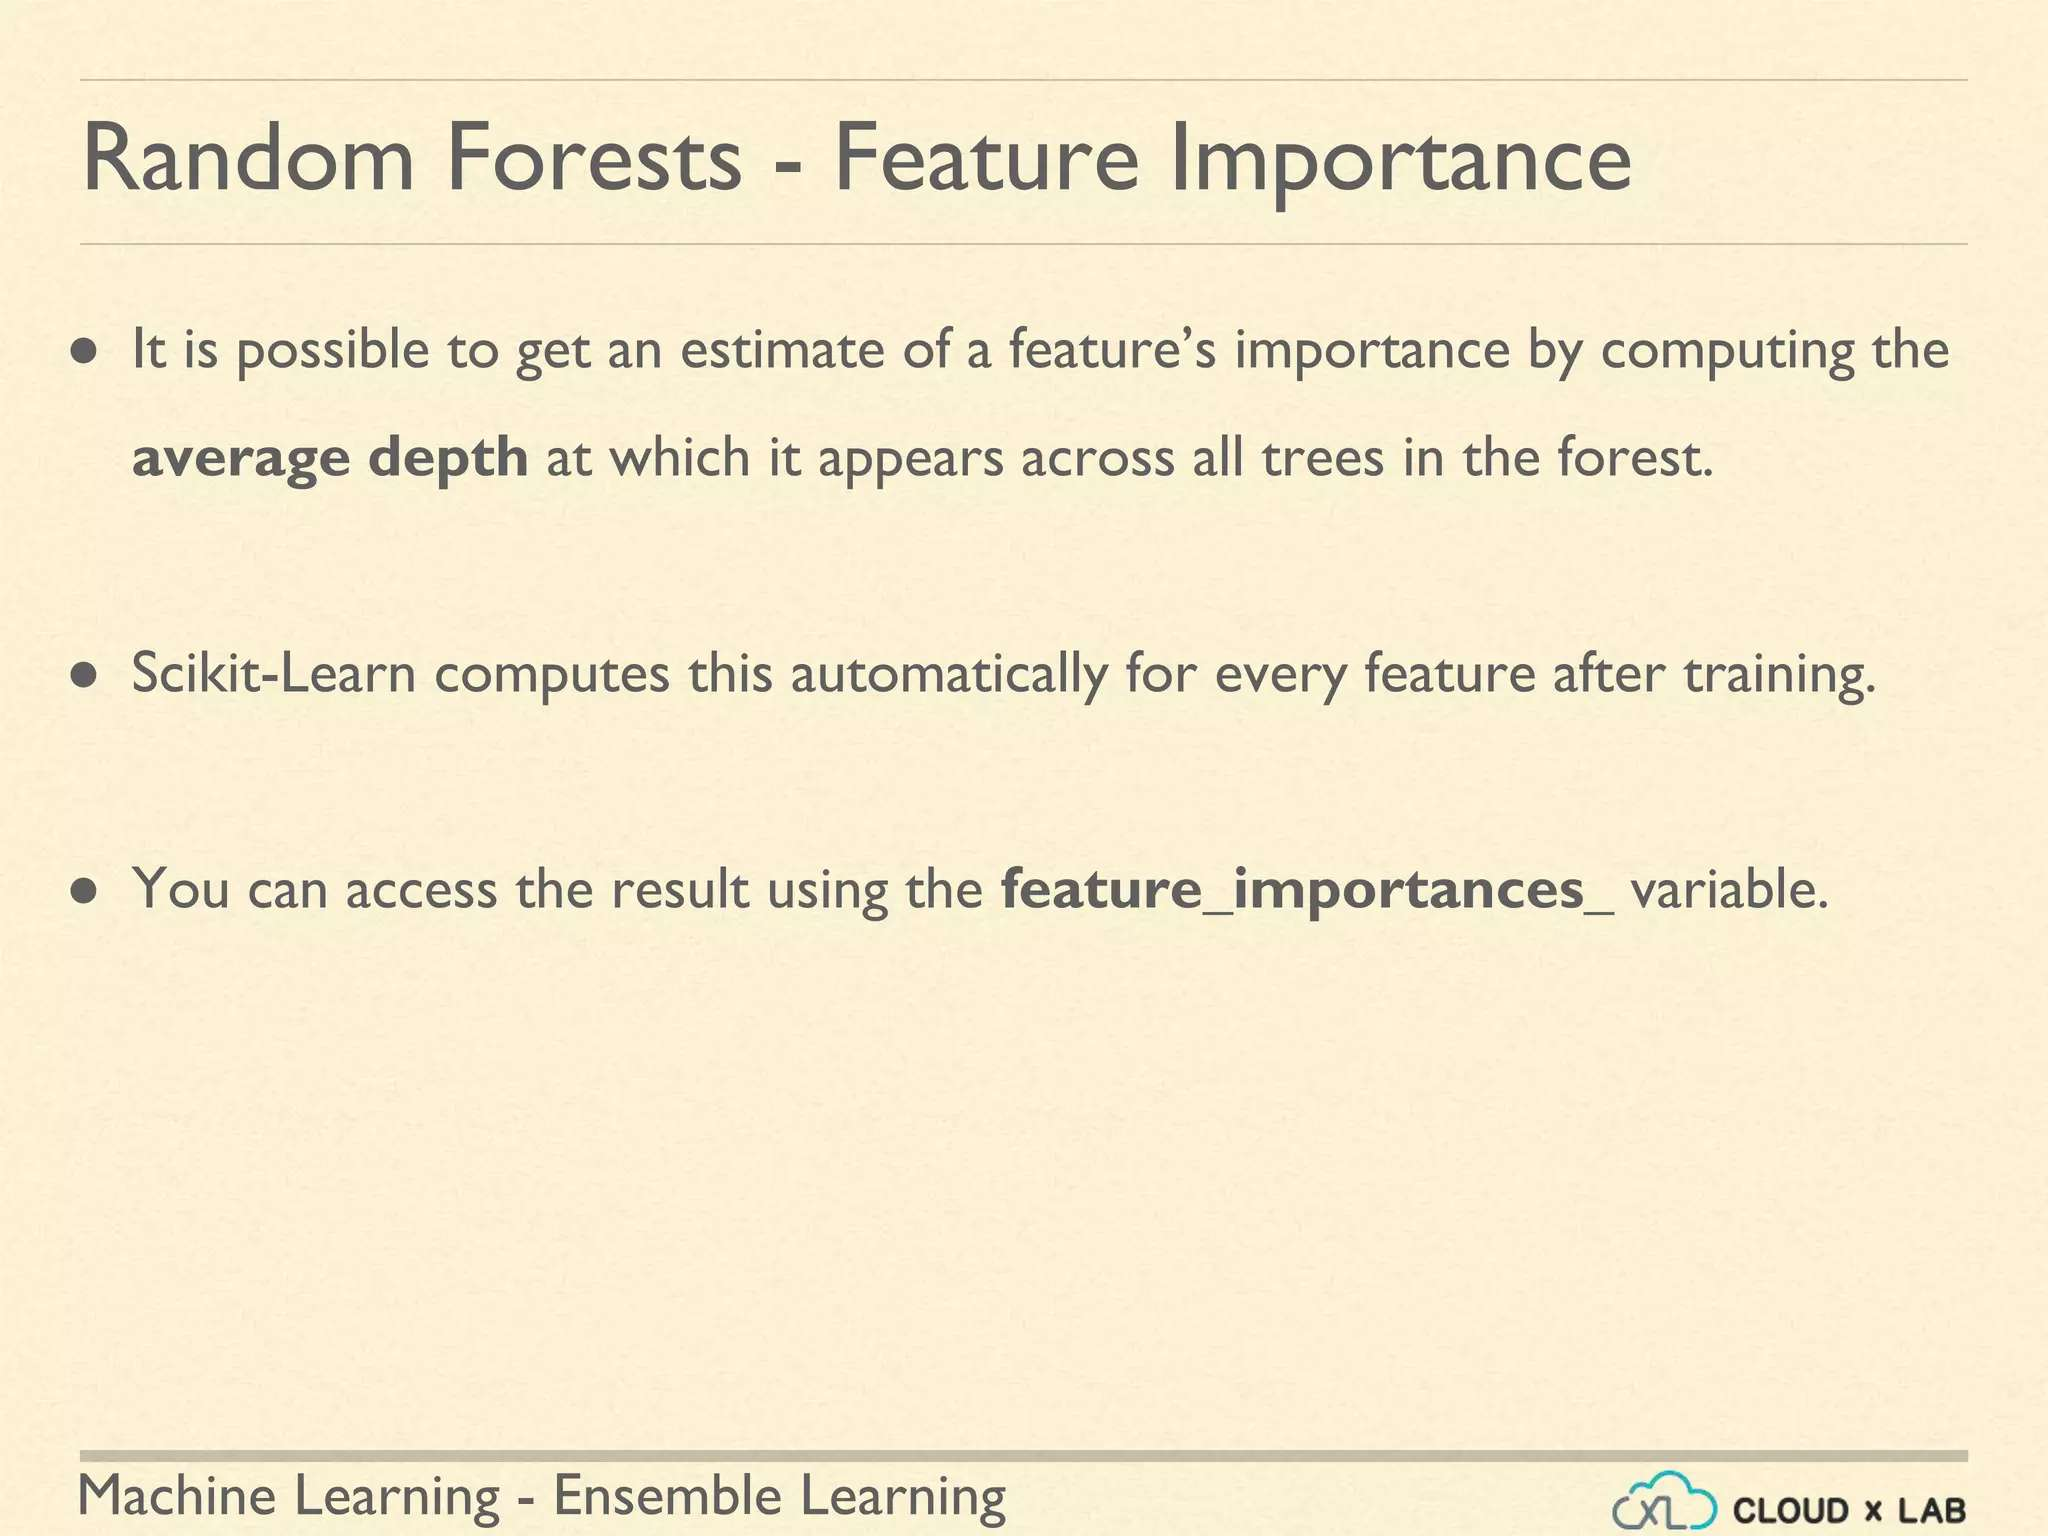 Random Forests - Feature Importance
● It is possible to get an estimate of a feature’s importance by computing the
average depth at which it appears across all trees in the forest.
● Scikit-Learn computes this automatically for every feature after training.
● You can access the result using the feature_importances_ variable.
Machine Learning - Ensemble Learning
CXL CLOUD x LAB